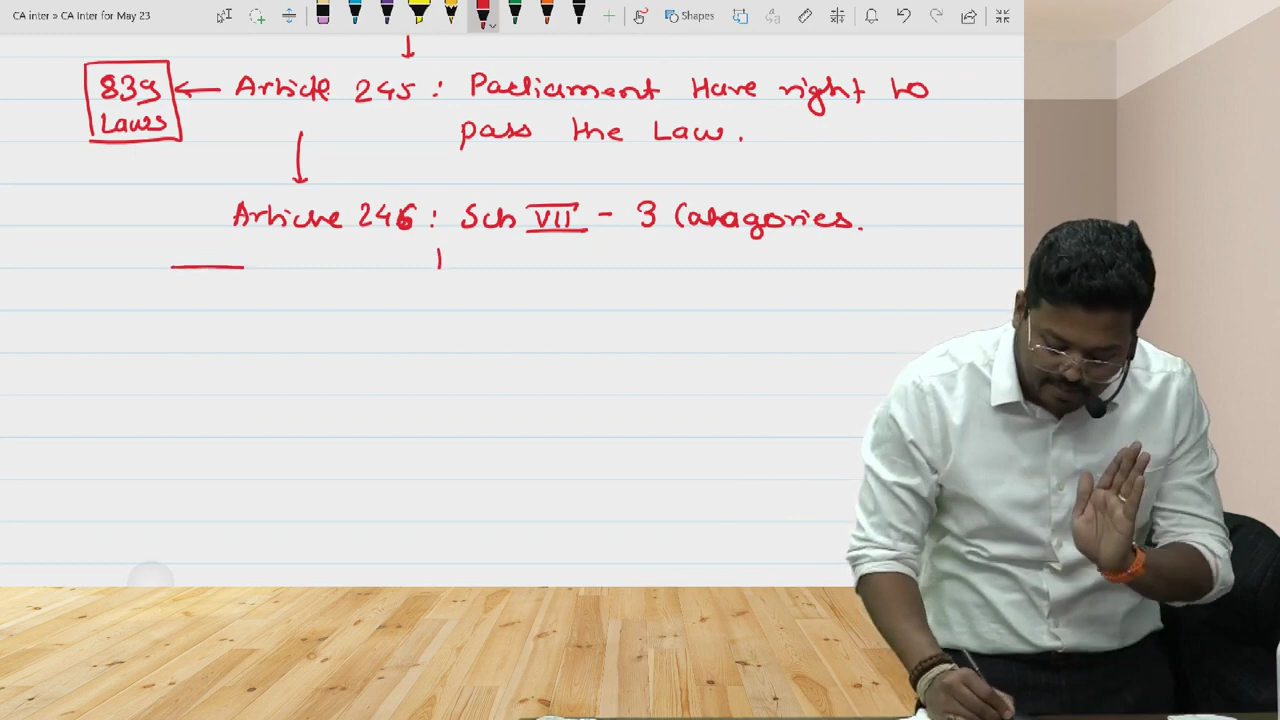 CA inter » CA Inter for May 23
Shapes
839 ← Article 245 : Parliament Have right to
Laws
pass the Law.
Article 246 : Sch VII - 3 Catagories.